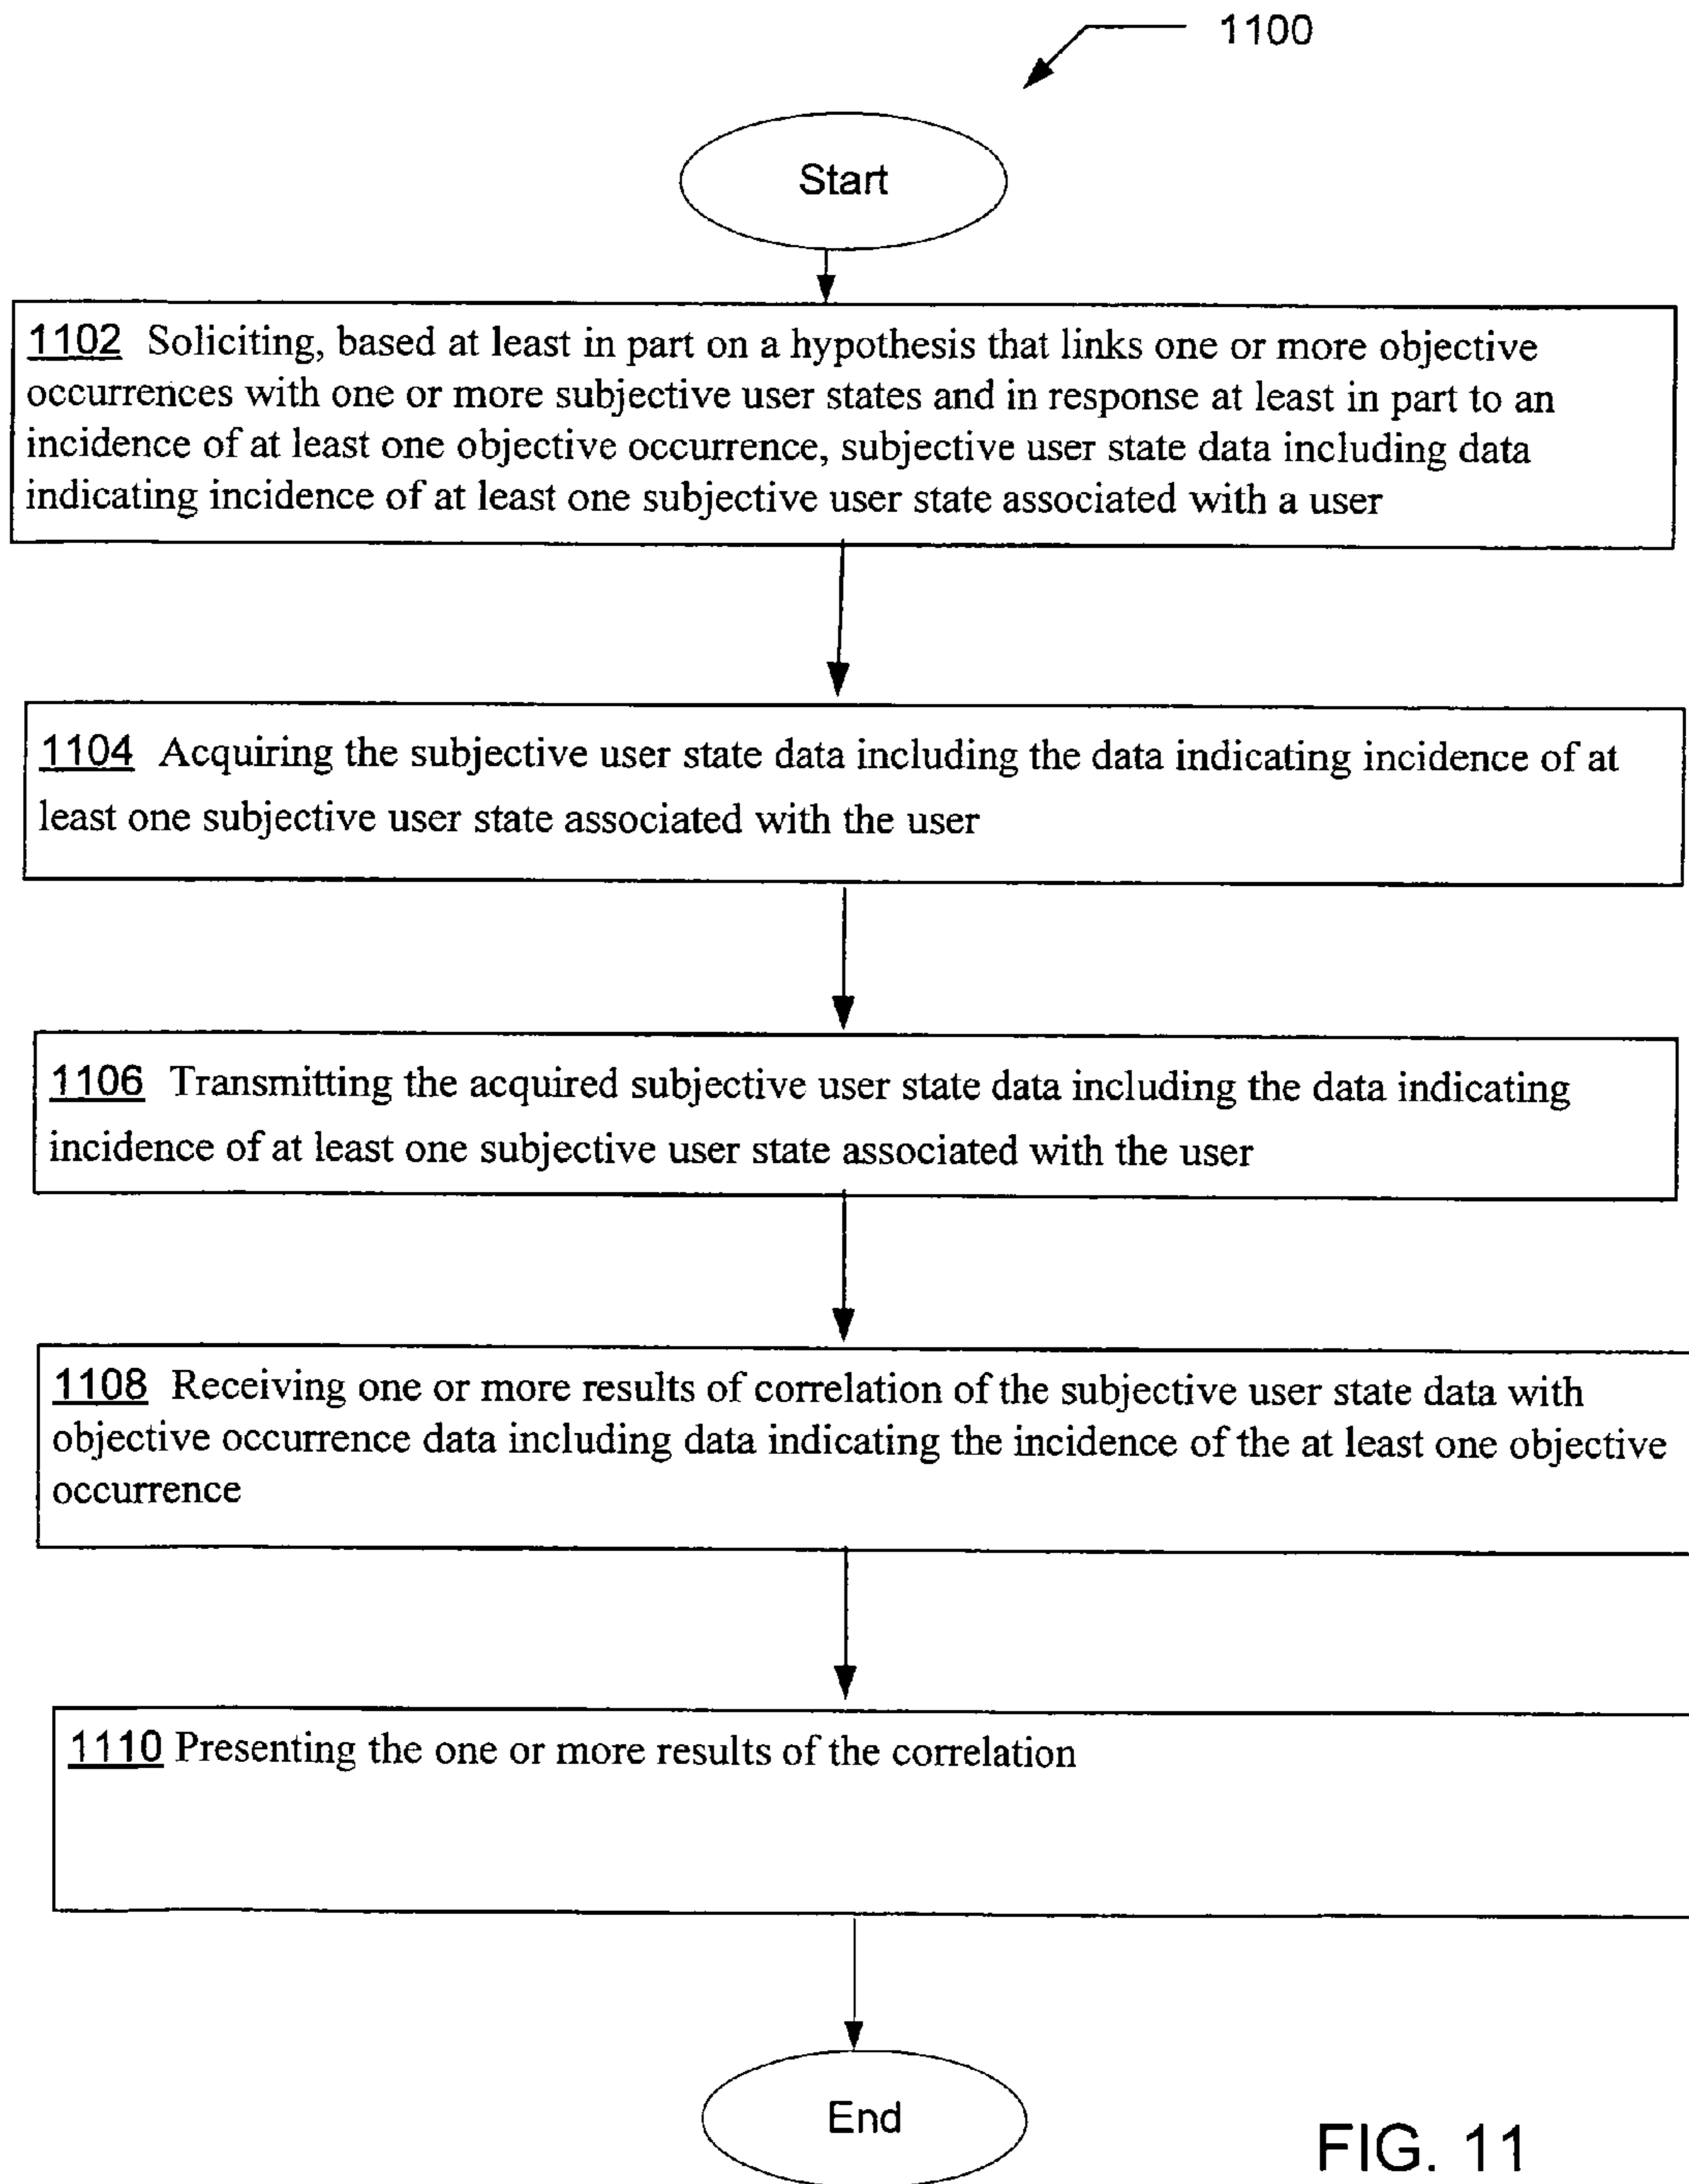 1100
Start
1102 Soliciting, based at least in part on a hypothesis that links one or more objective
occurrences with one or more subjective user states and in response at least in part to an
incidence of at least one objective occurrence, subjective user state data including data
indicating incidence of at least one subjective user state associated with a user
1104 Acquiring the subjective user state data including the data indicating incidence of at
least one subjective user state associated with the user
1106 Transmitting the acquired subjective user state data including the data indicating
incidence of at least one subjective user state associated with the user
1108 Receiving one or more results of correlation of the subjective user state data with
objective occurrence data including data indicating the incidence of the at least one objective
occurrence
1110 Presenting the one or more results of the correlation
End
FIG. 11